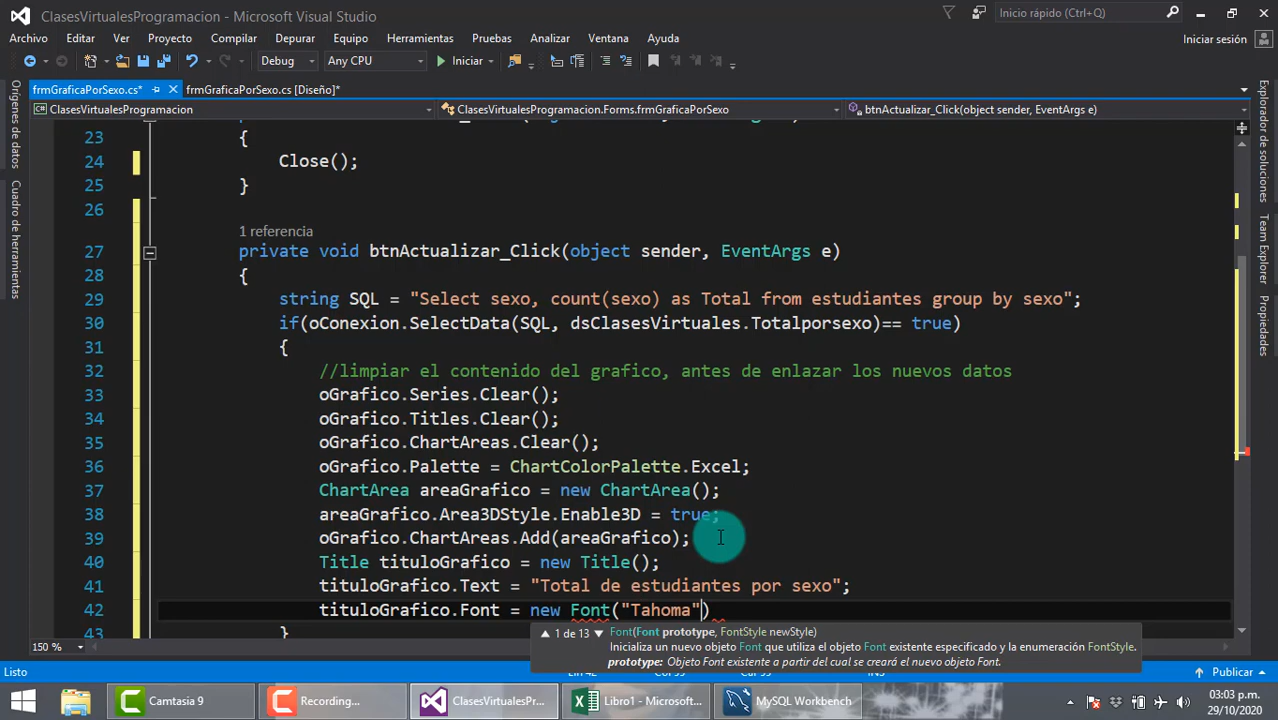 ClasesVirtualesProgramacion - Microsoft Visual Studio
Inicio rápido (Ctrl+Q)
Archivo Editar Ver Proyecto Compilar Depurar Equipo Herramientas Pruebas Analizar Ventana Ayuda
Iniciar sesión
Debug Any CPU Iniciar
frmGraficaPorSexo.cs* frmGraficaPorSexo.cs [Diseño]*
ClasesVirtualesProgramacion ClasesVirtualesProgramacion.Forms.frmGraficaPorSexo btnActualizar_Click(object sender, EventArgs e)
Orígenes de datos
Cuadro de herramientas
Explorador de soluciones
Team Explorer
Propiedades
23 {
24 Close();
25 }
26
1 referencia
27 private void btnActualizar_Click(object sender, EventArgs e)
28 {
29 string SQL = "Select sexo, count(sexo) as Total from estudiantes group by sexo";
30 if(oConexion.SelectData(SQL, dsClasesVirtuales.Totalporsexo)== true)
31 {
32 //limpiar el contenido del grafico, antes de enlazar los nuevos datos
33 oGrafico.Series.Clear();
34 oGrafico.Titles.Clear();
35 oGrafico.ChartAreas.Clear();
36 oGrafico.Palette = ChartColorPalette.Excel;
37 ChartArea areaGrafico = new ChartArea();
38 areaGrafico.Area3DStyle.Enable3D = true;
39 oGrafico.ChartAreas.Add(areaGrafico);
40 Title tituloGrafico = new Title();
41 tituloGrafico.Text = "Total de estudiantes por sexo";
42 tituloGrafico.Font = new Font("Tahoma")
43 }
1 de 13 Font(Font prototype, FontStyle newStyle)
Inicializa un nuevo objeto Font que utiliza el objeto Font existente especificado y la enumeración FontStyle.
prototype: Objeto Font existente a partir del cual se creará el nuevo objeto Font.
150 %
Listo
Publicar
Camtasia 9 Recording... ClasesVirtualesPr... Libro1 - Microsoft... MySQL Workbench
03:03 p.m.
29/10/2020